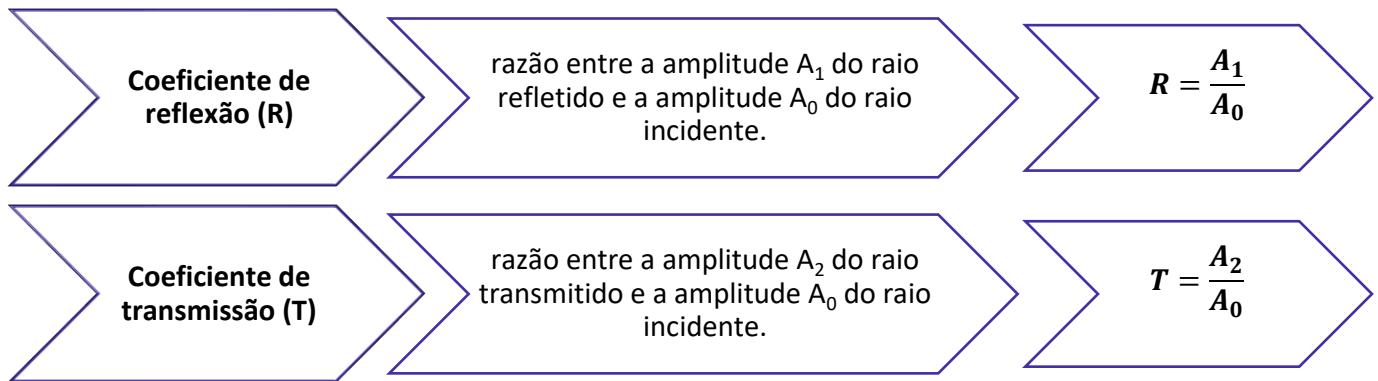 Coeficiente de
reflexão (R)
razão entre a amplitude A₁ do raio
refletido e a amplitude A₀ do raio
incidente.
R = A₁/A₀
Coeficiente de
transmissão (T)
razão entre a amplitude A₂ do raio
transmitido e a amplitude A₀ do raio
incidente.
T = A₂/A₀